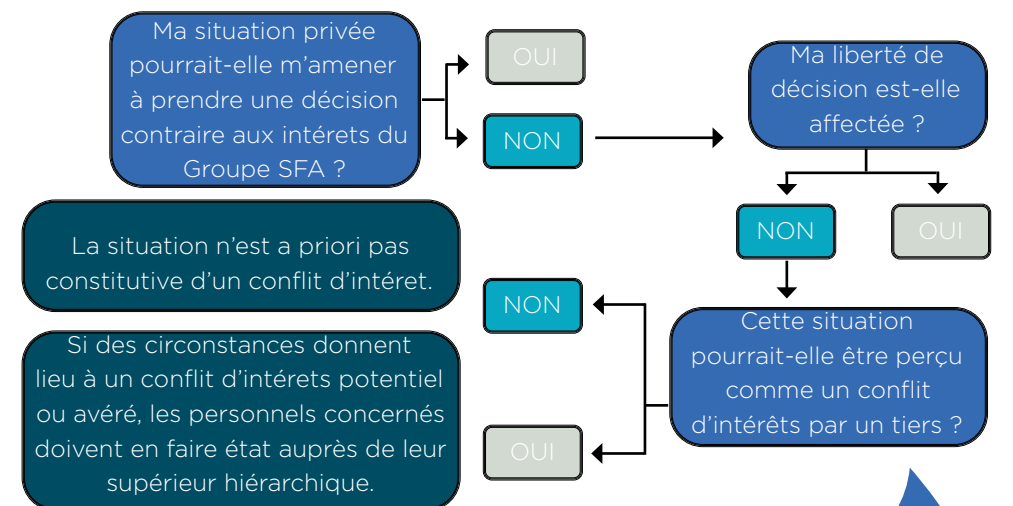 Ma situation privée
pourrait-elle m'amener
à prendre une décision
contraire aux intérets du
Groupe SFA ?
OUI
NON
Ma liberté de
décision est-elle
affectée ?
NON
OUI
Cette situation
pourrait-elle être perçu
comme un conflit
d'intérêts par un tiers ?
NON
OUI
La situation n'est a priori pas
constitutive d'un conflit d'intéret.
Si des circonstances donnent
lieu à un conflit d'intérets potentiel
ou avéré, les personnels concernés
doivent en faire état auprès de leur
supérieur hiérarchique.